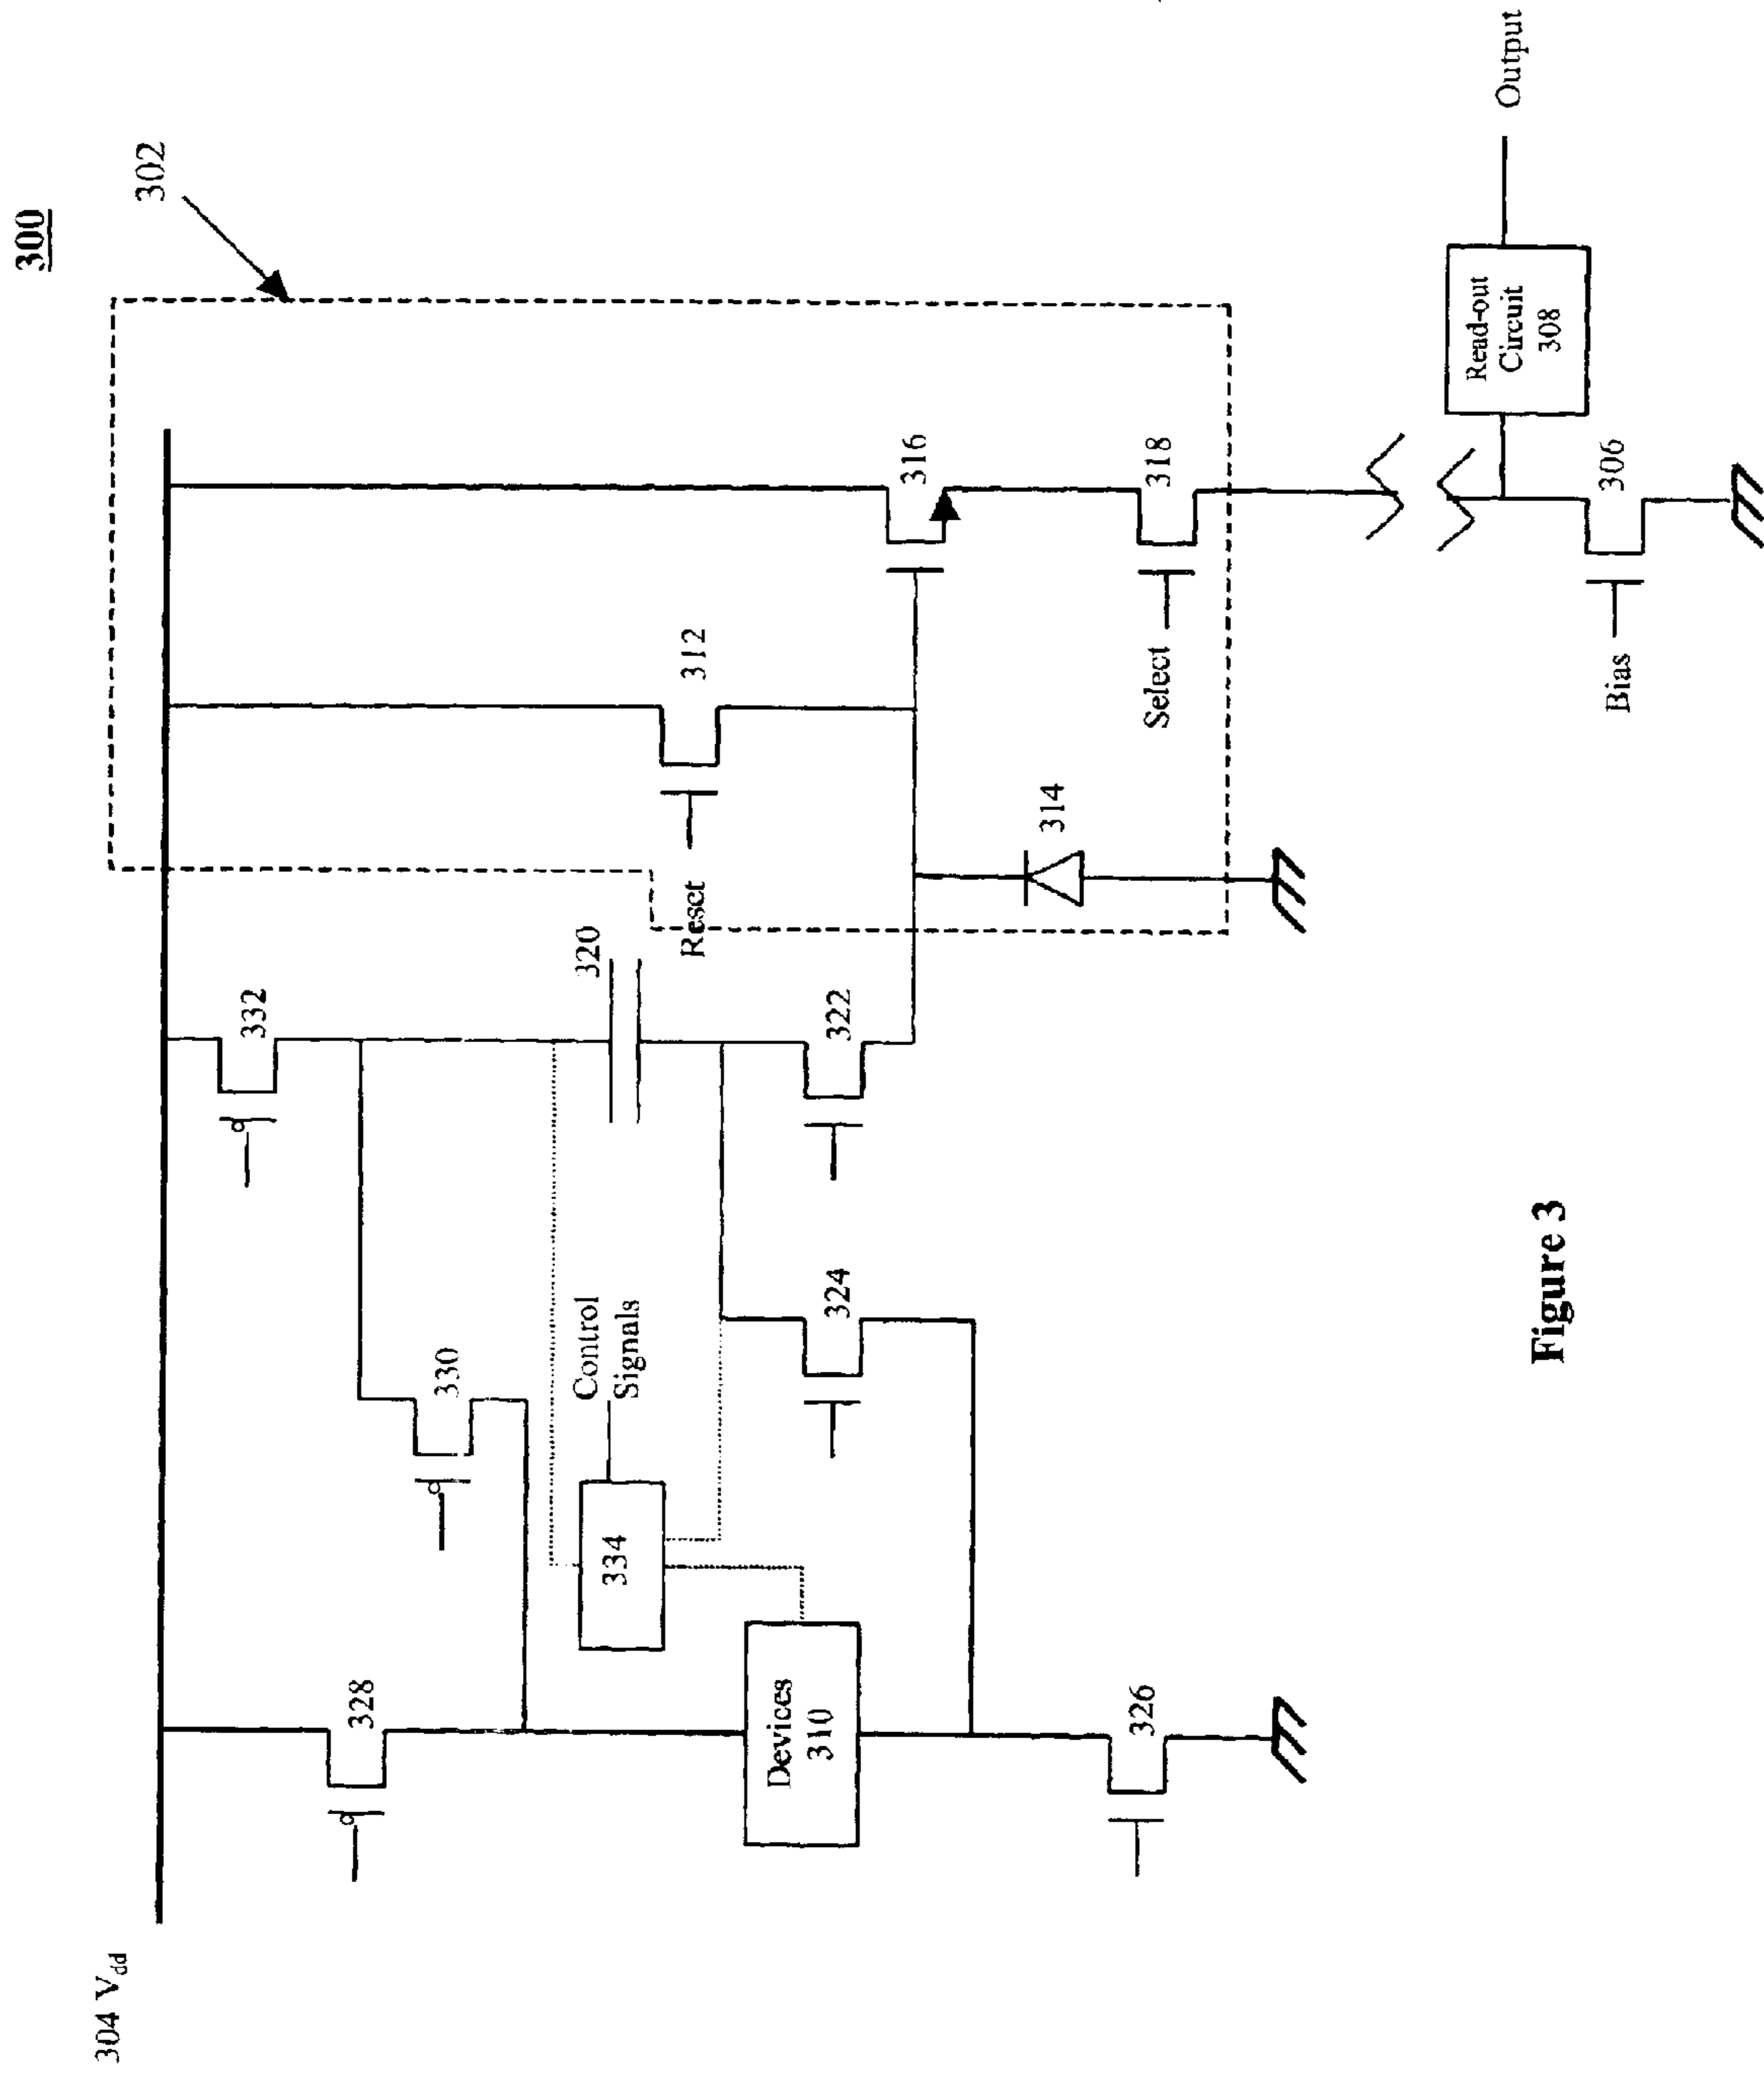 300
302
304 Vdd
332
328
330
320
Reset
312
316
Control
Signals
334
324
322
314
Select
318
Devices
310
326
Read-out
Circuit
308
Output
Bias
306
Figure 3